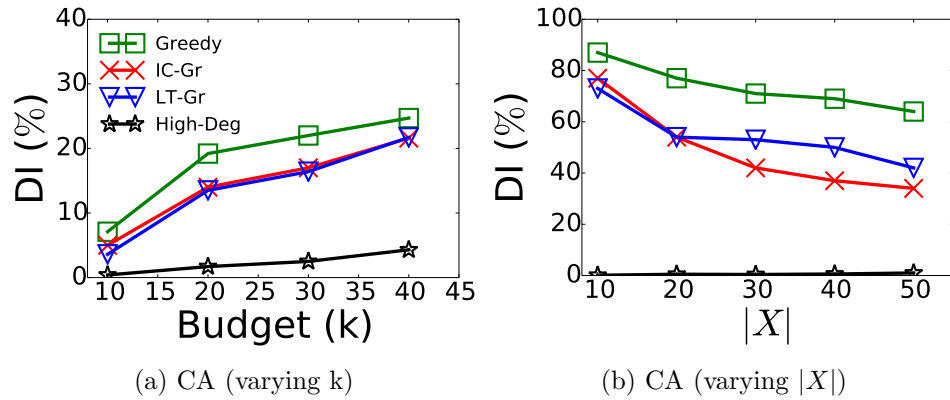 40
30
20
10
0
DI (%)
Greedy
IC-Gr
LT-Gr
High-Deg
10 15 20 25 30 35 40 45
Budget (k)
(a) CA (varying k)
100
80
60
40
20
0
DI (%)
10 20 30 40 50
|X|
(b) CA (varying |X|)